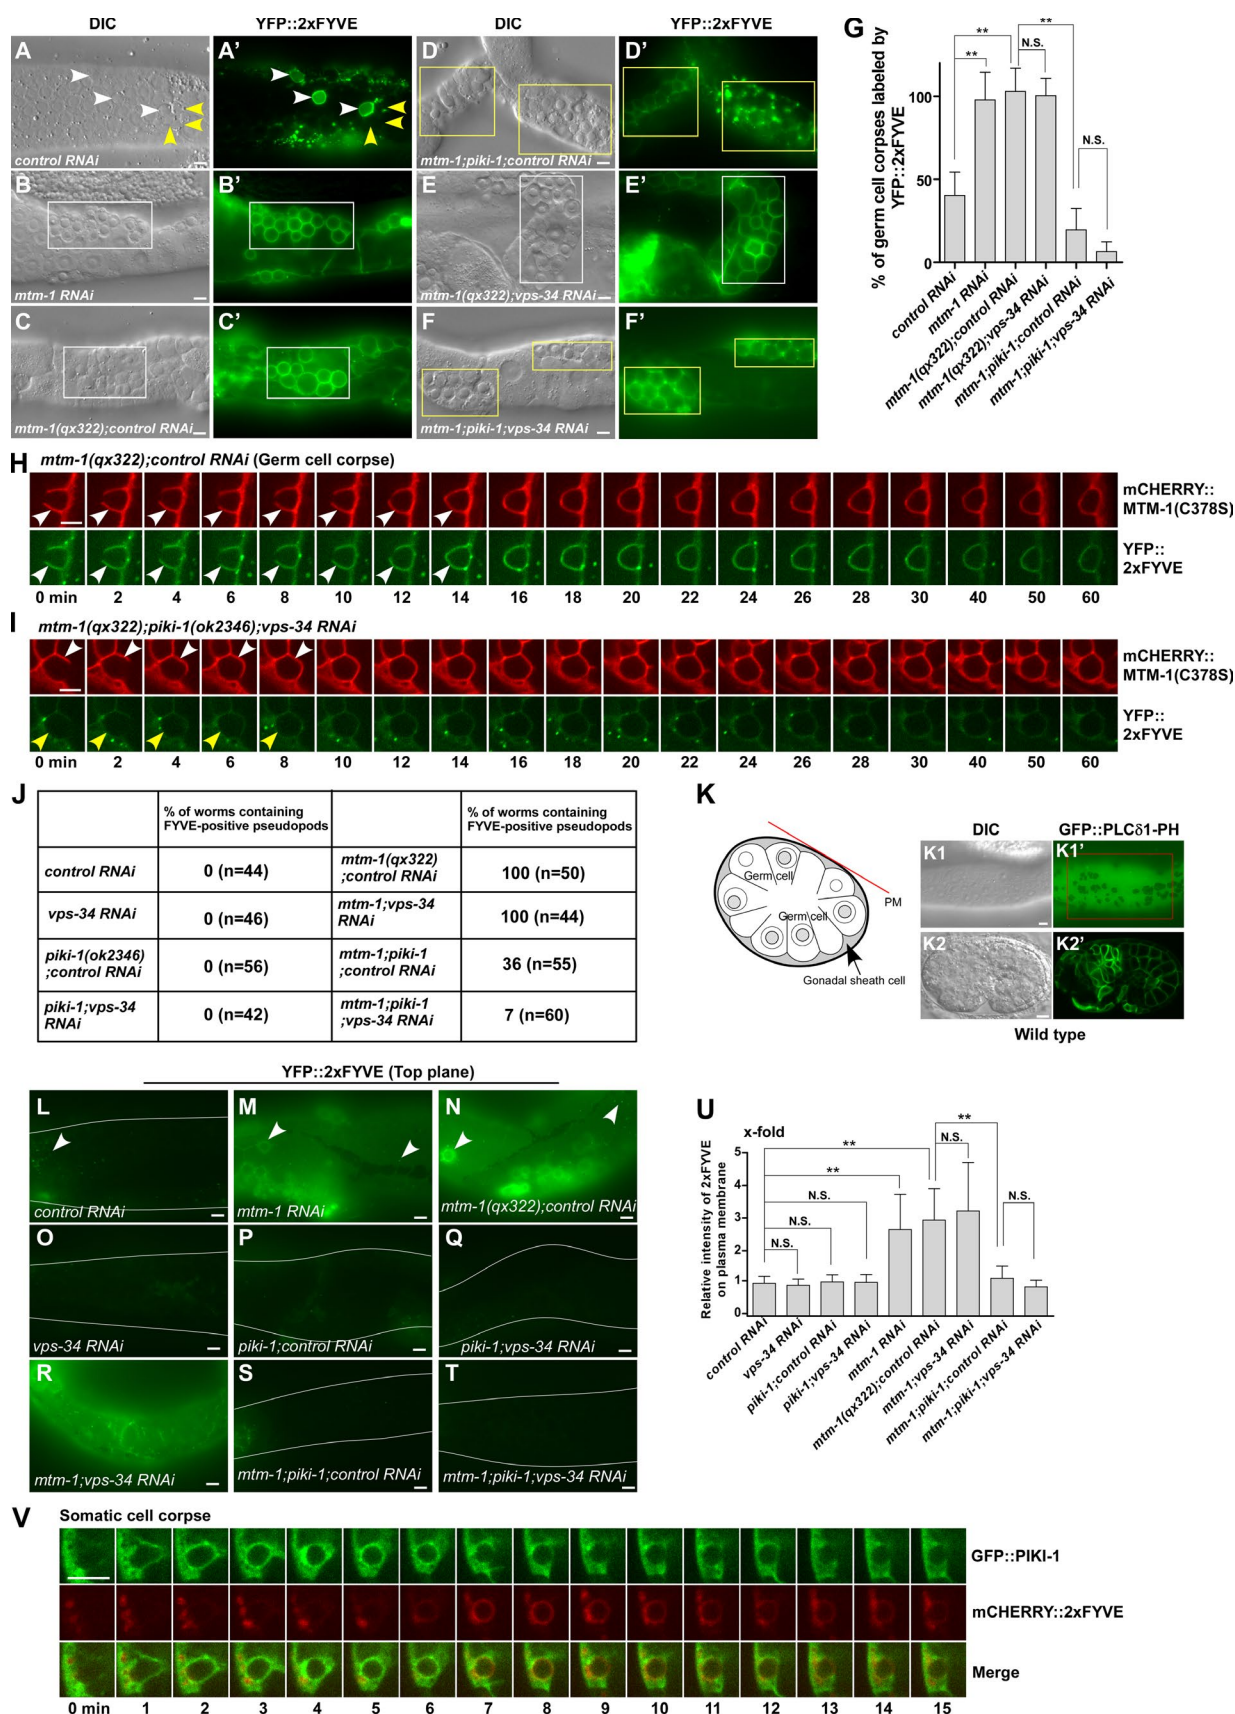 DIC
YFP::2xFYVE
DIC
YFP::2xFYVE
A
control RNAi
A'
D
mtm-1;piki-1;control RNAi
D'
B
mtm-1 RNAi
B'
E
mtm-1(qx322);vps-34 RNAi
E'
C
mtm-1(qx322);control RNAi
C'
F
mtm-1;piki-1;vps-34 RNAi
F'
G
% of germ cell corpses labeled by
YFP::2xFYVE
100
50
0
**
**
**
N.S.
N.S.
control RNAi
mtm-1 RNAi
mtm-1(qx322);control RNAi
mtm-1(qx322);vps-34 RNAi
mtm-1;piki-1;control RNAi
mtm-1;piki-1;vps-34 RNAi
H
mtm-1(qx322);control RNAi (Germ cell corpse)
mCHERRY::
MTM-1(C378S)
YFP::
2xFYVE
0 min 2 4 6 8 10 12 14 16 18 20 22 24 26 28 30 40 50 60
I
mtm-1(qx322);piki-1(ok2346);vps-34 RNAi
mCHERRY::
MTM-1(C378S)
YFP::
2xFYVE
0 min 2 4 6 8 10 12 14 16 18 20 22 24 26 28 30 40 50 60
J
% of worms containing
FYVE-positive pseudopods
% of worms containing
FYVE-positive pseudopods
control RNAi
0 (n=44)
mtm-1(qx322)
;control RNAi
100 (n=50)
vps-34 RNAi
0 (n=46)
mtm-1;vps-34
RNAi
100 (n=44)
piki-1(ok2346)
;control RNAi
0 (n=56)
mtm-1;piki-1
;control RNAi
36 (n=55)
piki-1;vps-34
RNAi
0 (n=42)
mtm-1;piki-1
;vps-34 RNAi
7 (n=60)
K
Germ cell
Germ cell
PM
Gonadal sheath cell
DIC
GFP::PLCδ1-PH
K1
K1'
K2
K2'
Wild type
YFP::2xFYVE (Top plane)
L
control RNAi
M
mtm-1 RNAi
N
mtm-1(qx322);control RNAi
O
vps-34 RNAi
P
piki-1;control RNAi
Q
piki-1;vps-34 RNAi
R
mtm-1;vps-34 RNAi
S
mtm-1;piki-1;control RNAi
T
mtm-1;piki-1;vps-34 RNAi
U
x-fold
Relative intensity of 2xFYVE
on plasma membrane
5
4
3
2
1
0
**
**
**
N.S.
N.S.
N.S.
N.S.
N.S.
control RNAi
vps-34 RNAi
piki-1;control RNAi
piki-1;vps-34 RNAi
mtm-1 RNAi
mtm-1(qx322);control RNAi
mtm-1;vps-34 RNAi
mtm-1;piki-1;control RNAi
mtm-1;piki-1;vps-34 RNAi
V
Somatic cell corpse
GFP::PIKI-1
mCHERRY::2xFYVE
Merge
0 min 1 2 3 4 5 6 7 8 9 10 11 12 13 14 15